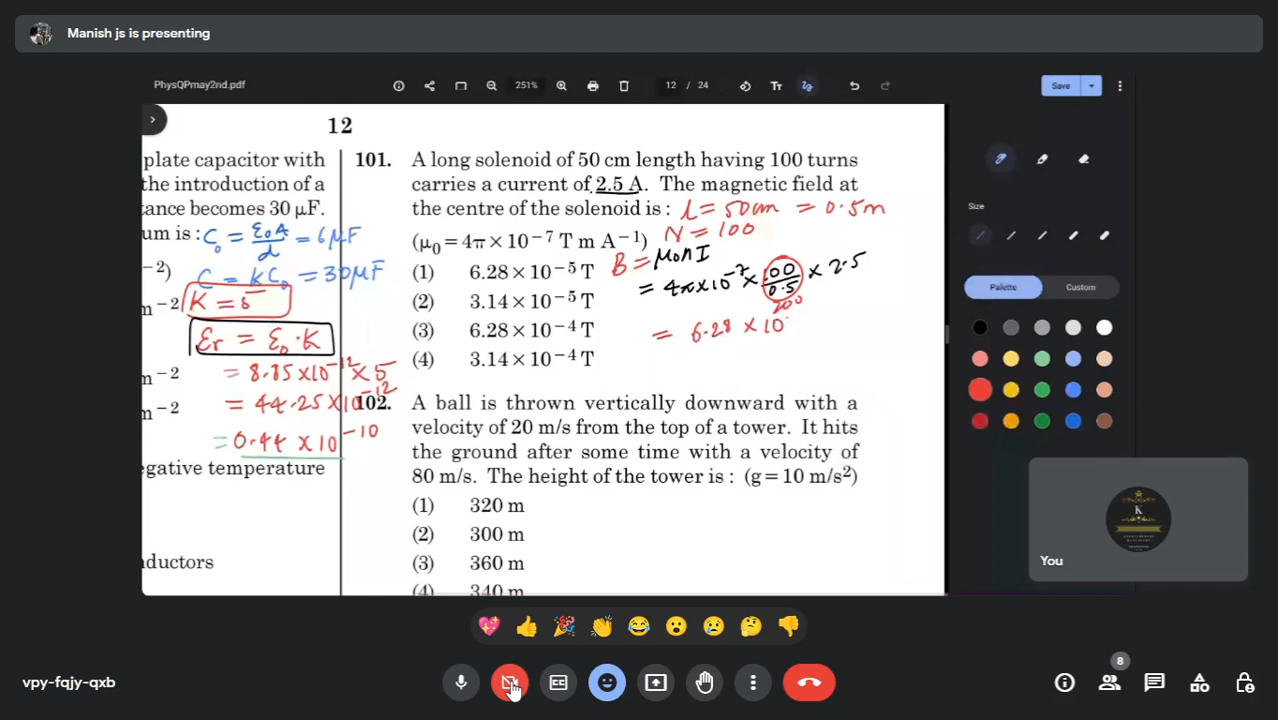 Manish js is presenting
PhysQPmay2nd.pdf
251%
12 / 24
Save
12
plate capacitor with
the introduction of a
tance becomes 30 μF.
um is : C₀ = ε₀A/d = 6μF
C = KC₀ = 30μF
K = 5
m⁻²
εr = ε₀·K
m⁻²
= 8.85×10⁻¹² × 5
m⁻²
= 44.25×10⁻¹²
= 0.44 × 10⁻¹⁰
egative temperature
nductors
101. A long solenoid of 50 cm length having 100 turns
carries a current of 2.5 A. The magnetic field at
the centre of the solenoid is : l = 50cm = 0.5m
N = 100
(μ₀ = 4π × 10⁻⁷ T m A⁻¹)
B = μ₀nI
(1) 6.28 × 10⁻⁵ T
= 4π×10⁻⁷ × 00/0.5 × 2.5
200
(2) 3.14 × 10⁻⁵ T
(3) 6.28 × 10⁻⁴ T
= 6.28 × 10
(4) 3.14 × 10⁻⁴ T
102. A ball is thrown vertically downward with a
velocity of 20 m/s from the top of a tower. It hits
the ground after some time with a velocity of
80 m/s. The height of the tower is : (g = 10 m/s²)
(1) 320 m
(2) 300 m
(3) 360 m
(4) 340 m
Size
Palette
Custom
K
You
vpy-fqjy-qxb
8